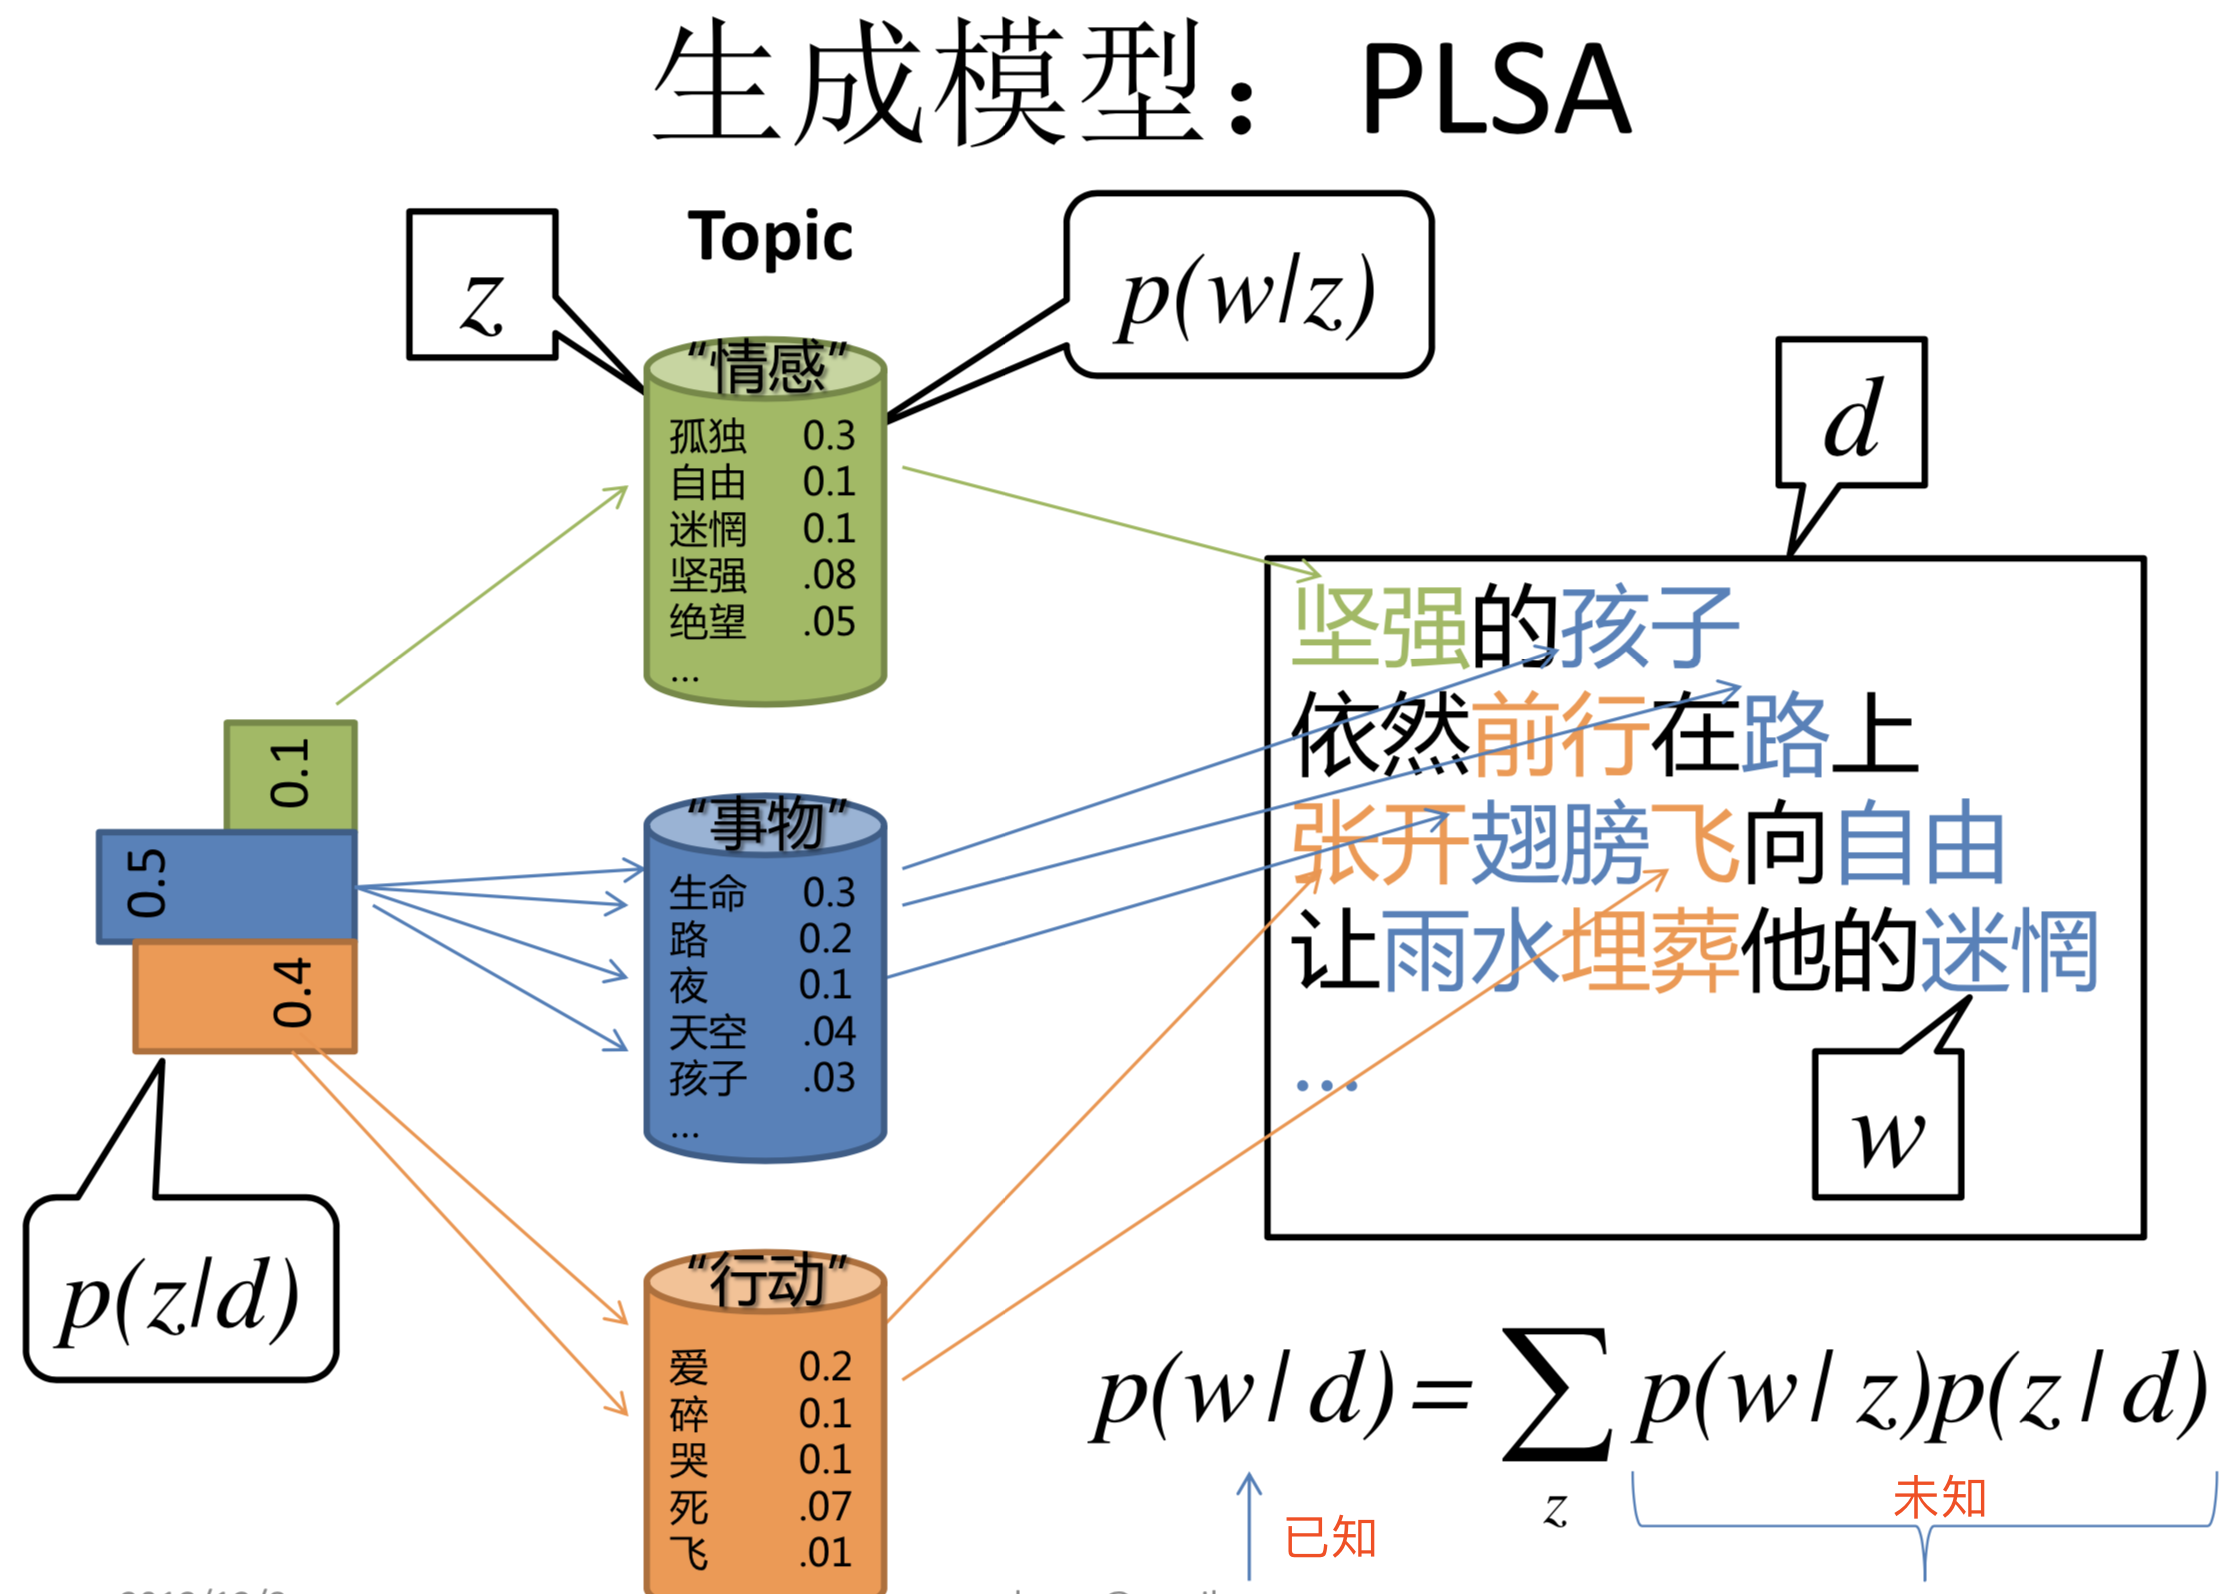 生成模型：PLSA
Topic
z
p(w|z)
“情感”
孤独 0.3
自由 0.1
迷惘 0.1
坚强 .08
绝望 .05
...
d
坚强的孩子
依然前行在路上
张开翅膀飞向自由
让雨水埋葬他的迷惘
...
w
0.1
0.5
0.4
p(z|d)
“事物”
生命 0.3
路 0.2
夜 0.1
天空 .04
孩子 .03
...
“行动”
爱 0.2
碎 0.1
哭 0.1
死 .07
飞 .01
p(w|d)=∑p(w|z)p(z|d)
z
已知
未知